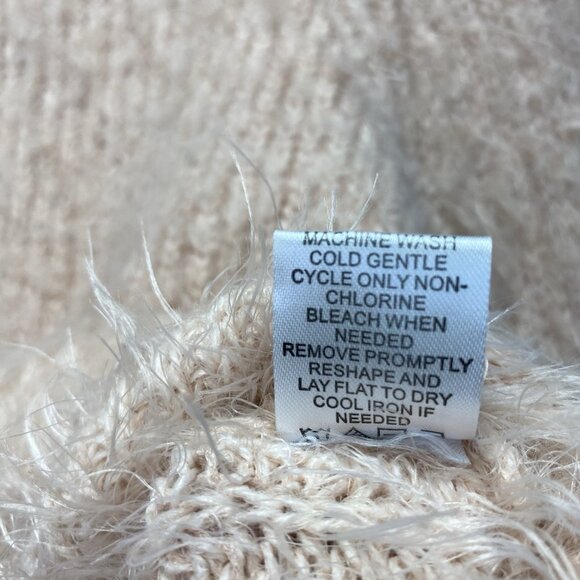 MACHINE WASH
COLD GENTLE
CYCLE ONLY NON-
CHLORINE
BLEACH WHEN
NEEDED
REMOVE PROMPTLY
RESHAPE AND
LAY FLAT TO DRY
COOL IRON IF
NEEDED